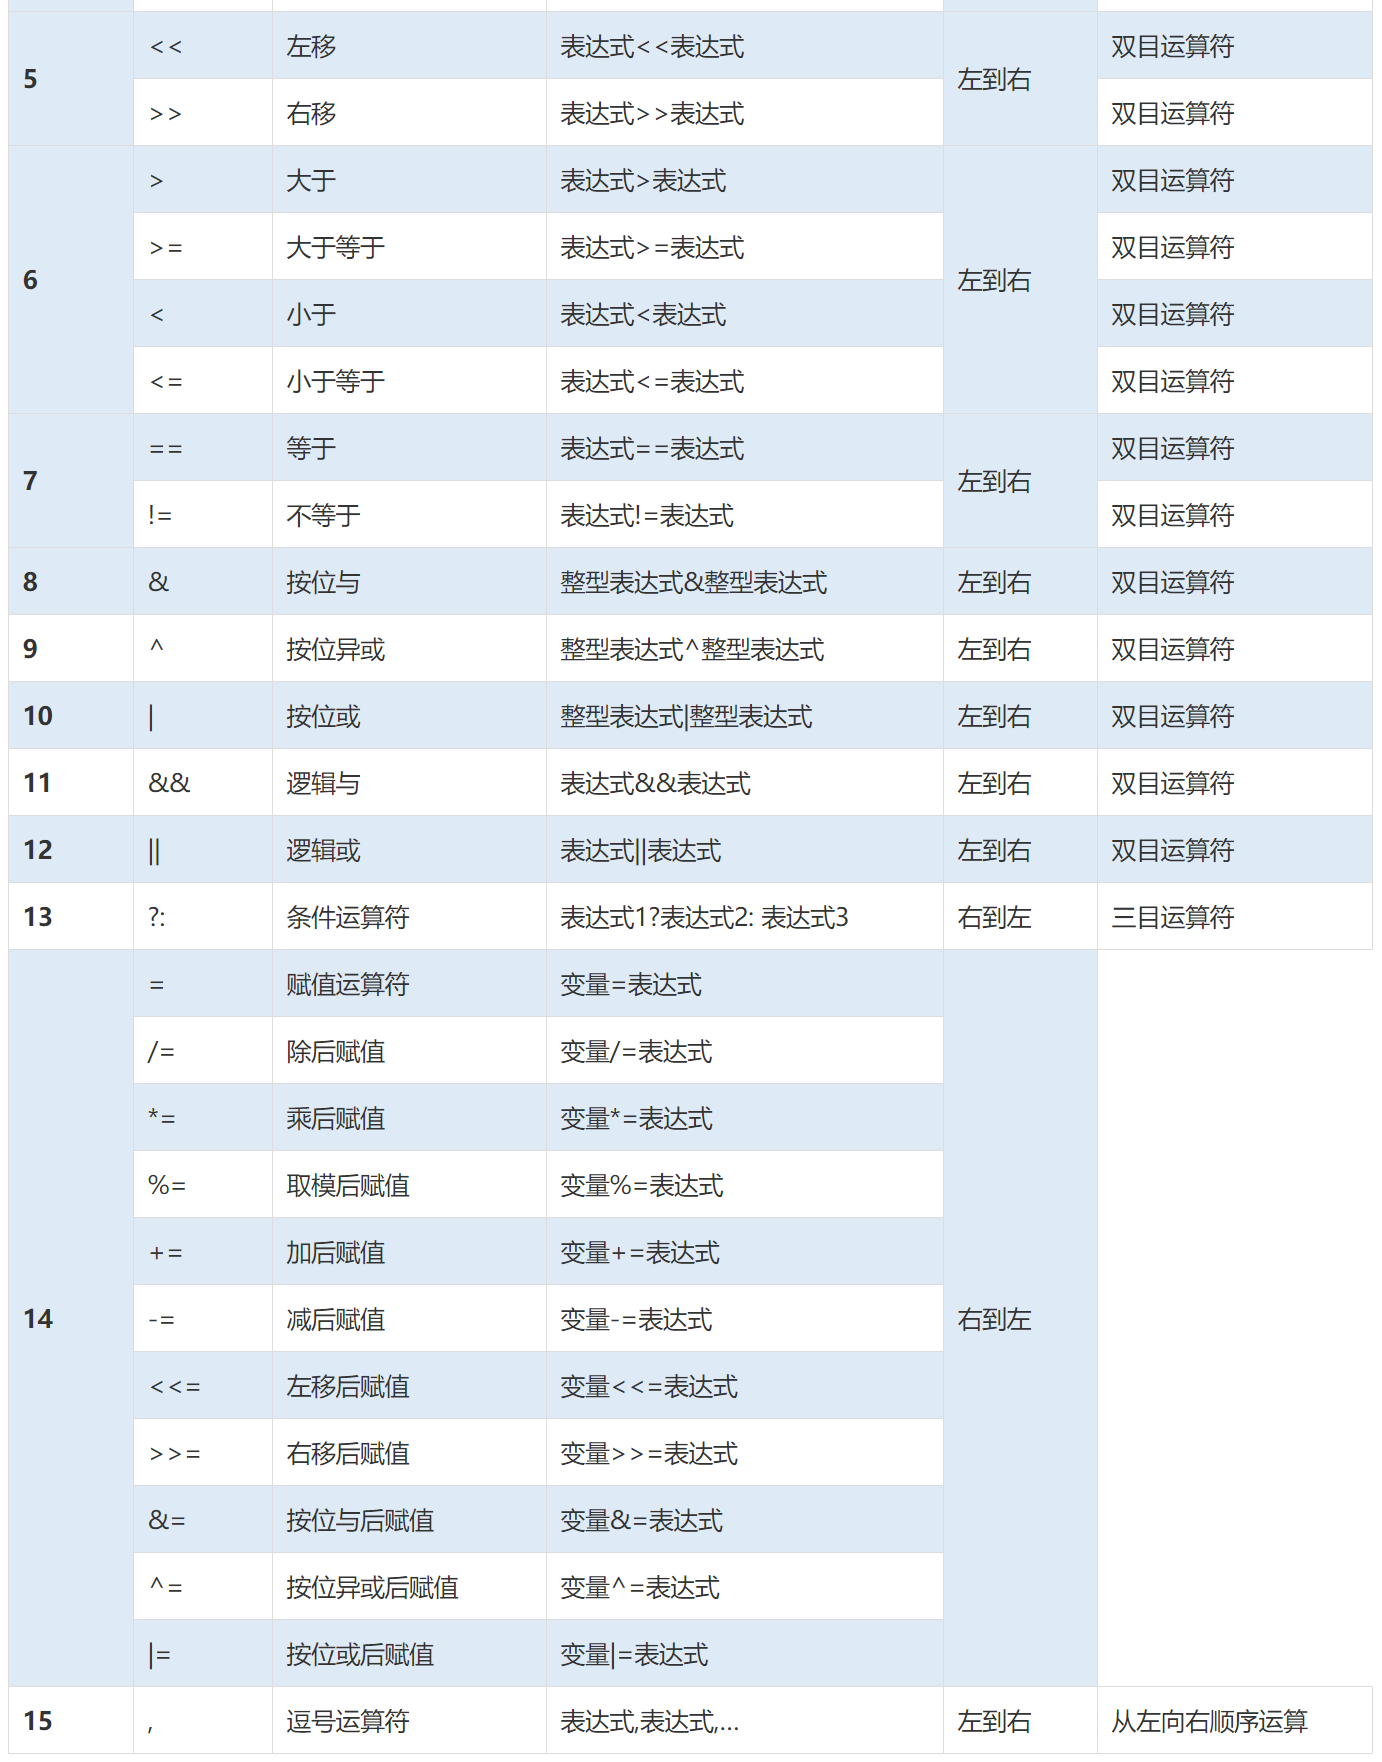 5 << 左移 表达式<<表达式 左到右 双目运算符
>> 右移 表达式>>表达式 双目运算符
6 > 大于 表达式>表达式 左到右 双目运算符
>= 大于等于 表达式>=表达式 双目运算符
< 小于 表达式<表达式 双目运算符
<= 小于等于 表达式<=表达式 双目运算符
7 == 等于 表达式==表达式 左到右 双目运算符
!= 不等于 表达式!=表达式 双目运算符
8 & 按位与 整型表达式&整型表达式 左到右 双目运算符
9 ^ 按位异或 整型表达式^整型表达式 左到右 双目运算符
10 | 按位或 整型表达式|整型表达式 左到右 双目运算符
11 && 逻辑与 表达式&&表达式 左到右 双目运算符
12 || 逻辑或 表达式||表达式 左到右 双目运算符
13 ?: 条件运算符 表达式1?表达式2: 表达式3 右到左 三目运算符
14 = 赋值运算符 变量=表达式 右到左
/= 除后赋值 变量/=表达式
*= 乘后赋值 变量*=表达式
%= 取模后赋值 变量%=表达式
+= 加后赋值 变量+=表达式
-= 减后赋值 变量-=表达式
<<= 左移后赋值 变量<<=表达式
>>= 右移后赋值 变量>>=表达式
&= 按位与后赋值 变量&=表达式
^= 按位异或后赋值 变量^=表达式
|= 按位或后赋值 变量|=表达式
15 , 逗号运算符 表达式,表达式,... 左到右 从左向右顺序运算